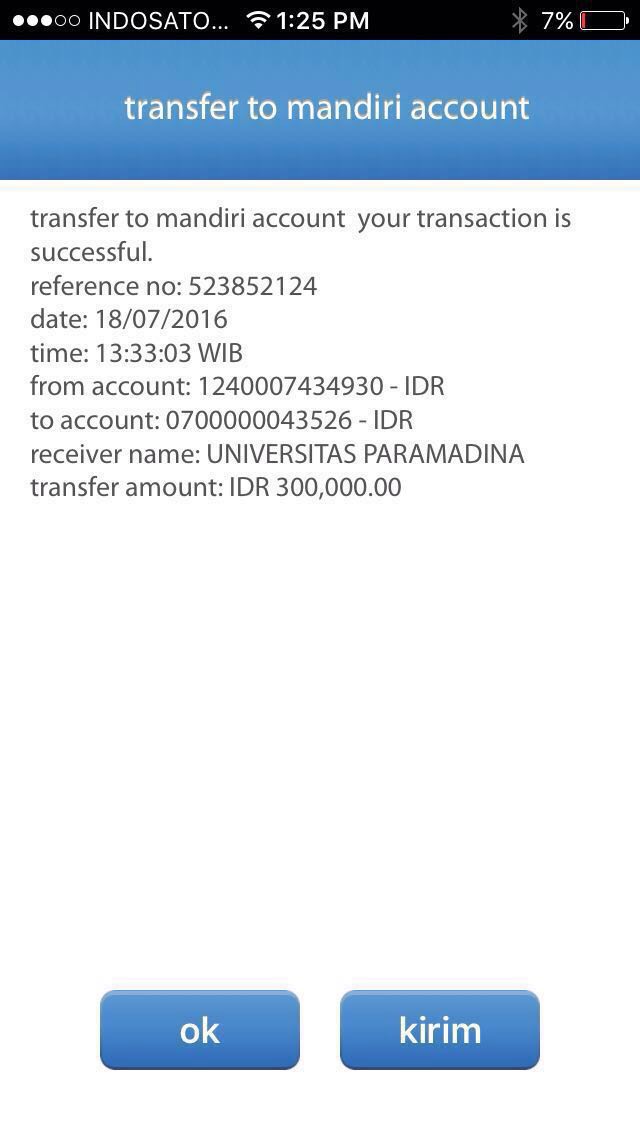 INDOSATO... 1:25 PM 7%
transfer to mandiri account
transfer to mandiri account your transaction is
successful.
reference no: 523852124
date: 18/07/2016
time: 13:33:03 WIB
from account: 1240007434930 - IDR
to account: 0700000043526 - IDR
receiver name: UNIVERSITAS PARAMADINA
transfer amount: IDR 300,000.00
ok
kirim